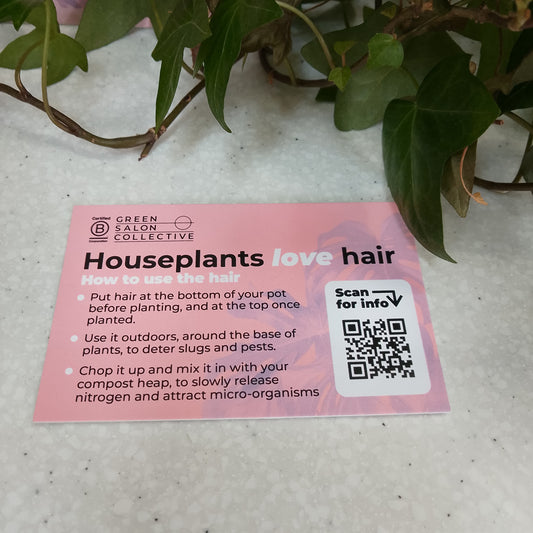 Certified
B
Corporation
GREEN
SALON
COLLECTIVE
Houseplants love hair
How to use the hair
Put hair at the bottom of your pot
before planting, and at the top once
planted.
Use it outdoors, around the base of
plants, to deter slugs and pests.
Chop it up and mix it in with your
compost heap, to slowly release
nitrogen and attract micro-organisms
Scan
for info